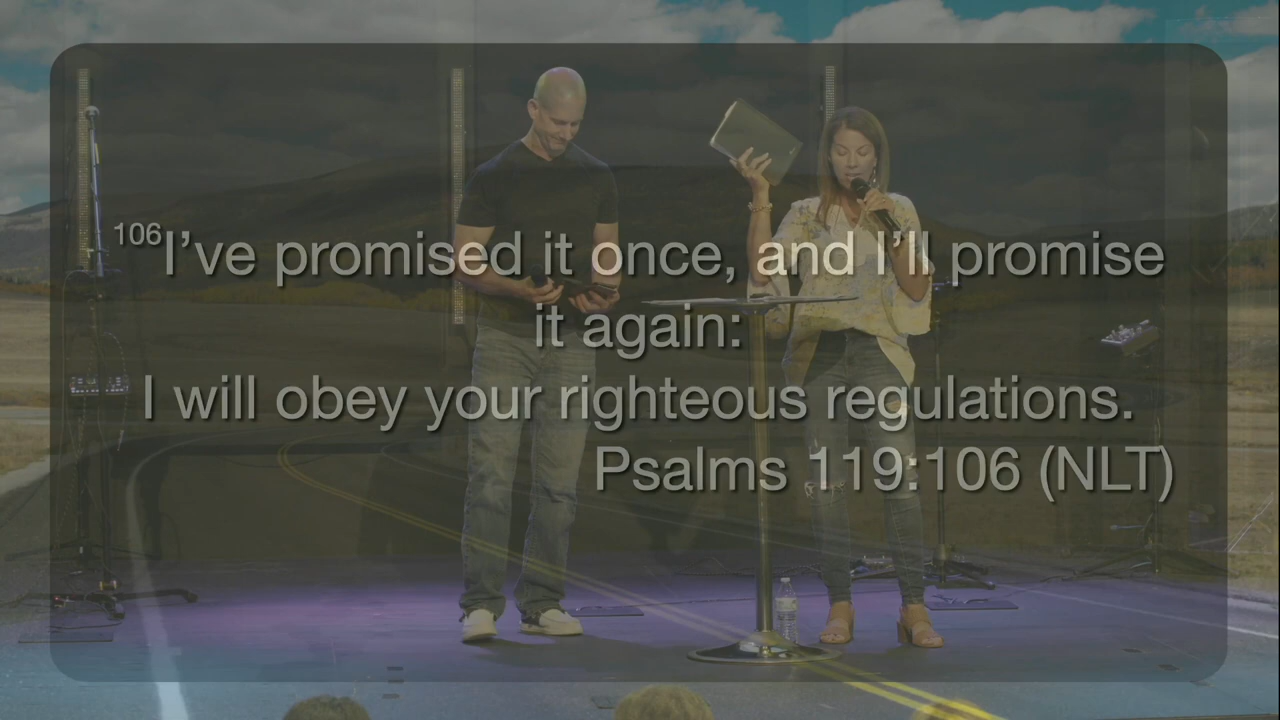 106I’ve promised it once, and I’ll promise
it again:
I will obey your righteous regulations.
Psalms 119:106 (NLT)